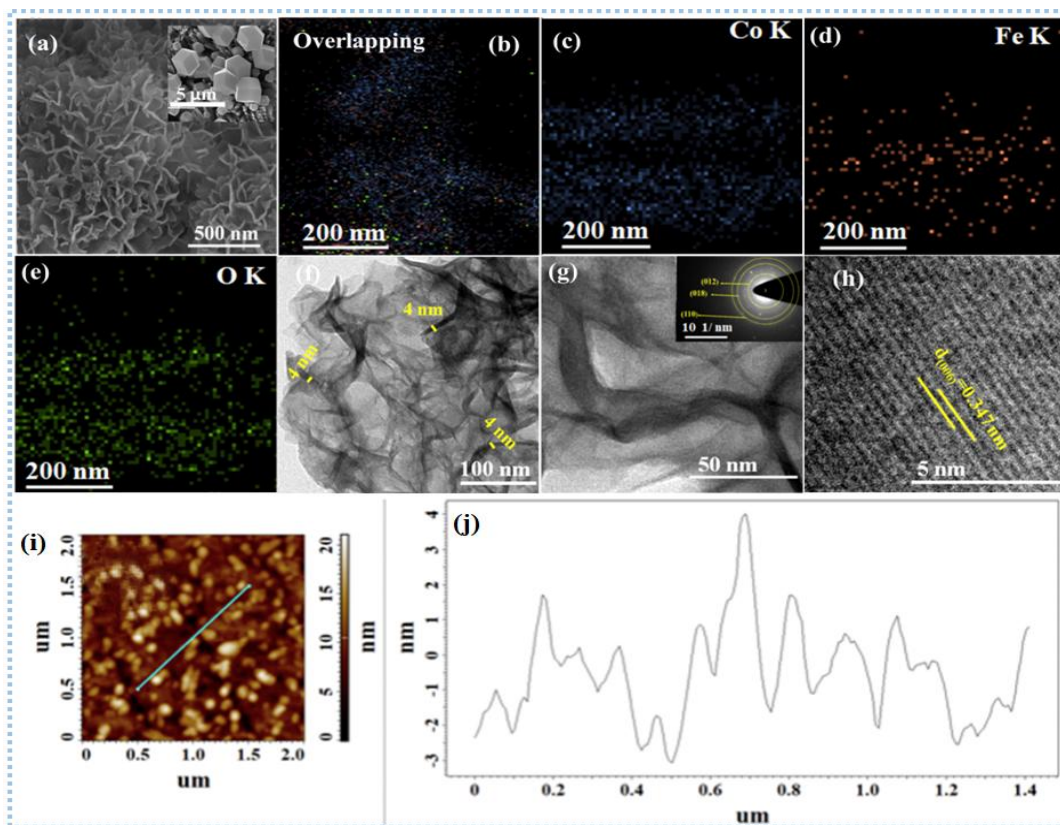 (a)
5 µm
500 nm
Overlapping
(b)
200 nm
(c)
Co K
200 nm
(d)
Fe K
200 nm
(e)
O K
200 nm
(f)
4 nm
4 nm
4 nm
100 nm
(g)
(012)
(018)
(110)
10 1/nm
50 nm
(h)
d(006)=0.347nm
5 nm
(i)
2.0
1.5
1.0
0.5
0
um
0
0.5
1.0
1.5
2.0
um
20
15
10
5
0
nm
(j)
4
3
2
1
0
-1
-2
-3
nm
0
0.2
0.4
0.6
0.8
1.0
1.2
1.4
um